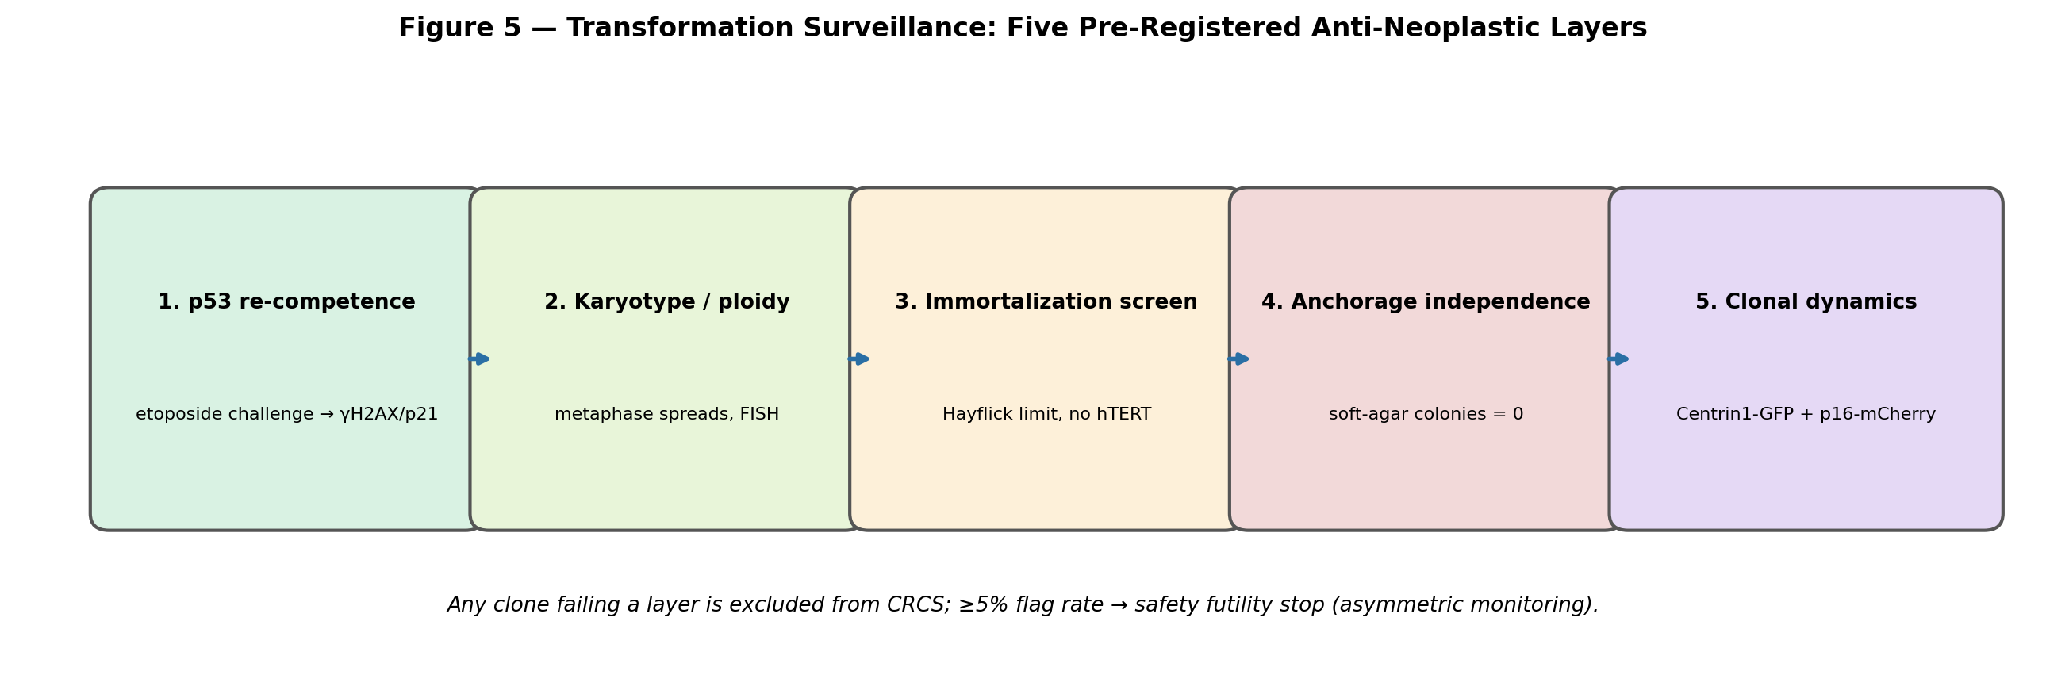 Figure 5 — Transformation Surveillance: Five Pre-Registered Anti-Neoplastic Layers
1. p53 re-competence
etoposide challenge → γH2AX/p21
2. Karyotype / ploidy
metaphase spreads, FISH
3. Immortalization screen
Hayflick limit, no hTERT
4. Anchorage independence
soft-agar colonies = 0
5. Clonal dynamics
Centrin1-GFP + p16-mCherry
Any clone failing a layer is excluded from CRCS; ≥5% flag rate → safety futility stop (asymmetric monitoring).